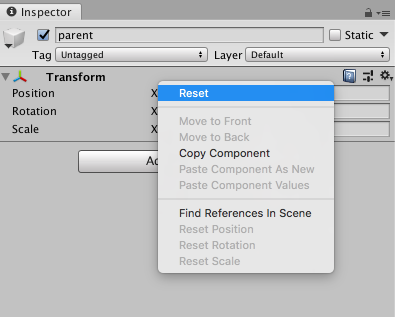 Inspector
parent
Static
Tag Untagged Layer Default
Transform
Position X
Rotation X
Scale X
Reset
Move to Front
Move to Back
Copy Component
Paste Component As New
Paste Component Values
Find References In Scene
Reset Position
Reset Rotation
Reset Scale